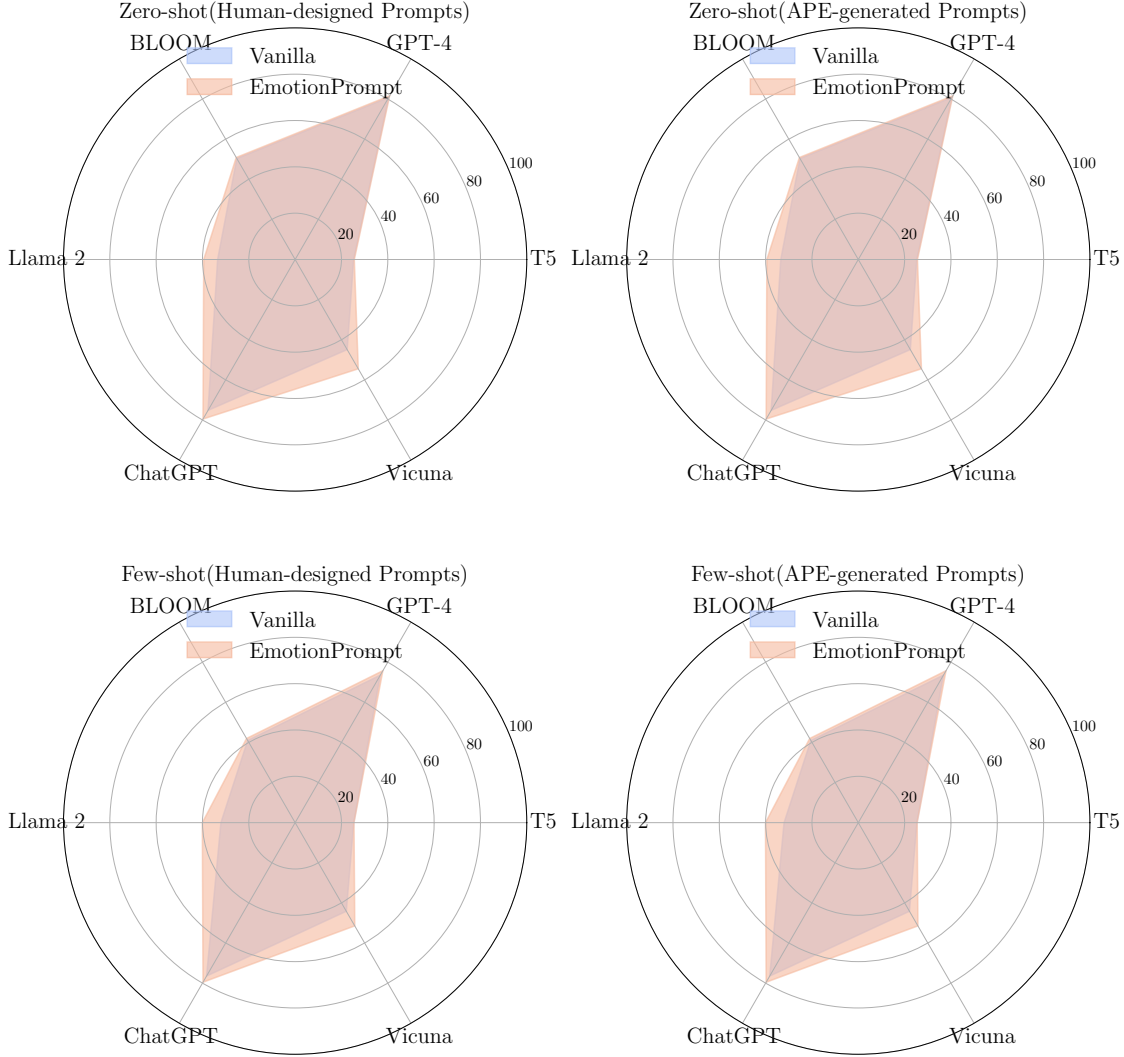 Zero-shot(Human-designed Prompts)
BLOOM
GPT-4
Vanilla
EmotionPrompt
100
80
60
40
20
Llama 2
T5
ChatGPT
Vicuna
Zero-shot(APE-generated Prompts)
BLOOM
GPT-4
Vanilla
EmotionPrompt
100
80
60
40
20
Llama 2
T5
ChatGPT
Vicuna
Few-shot(Human-designed Prompts)
BLOOM
GPT-4
Vanilla
EmotionPrompt
100
80
60
40
20
Llama 2
T5
ChatGPT
Vicuna
Few-shot(APE-generated Prompts)
BLOOM
GPT-4
Vanilla
EmotionPrompt
100
80
60
40
20
Llama 2
T5
ChatGPT
Vicuna